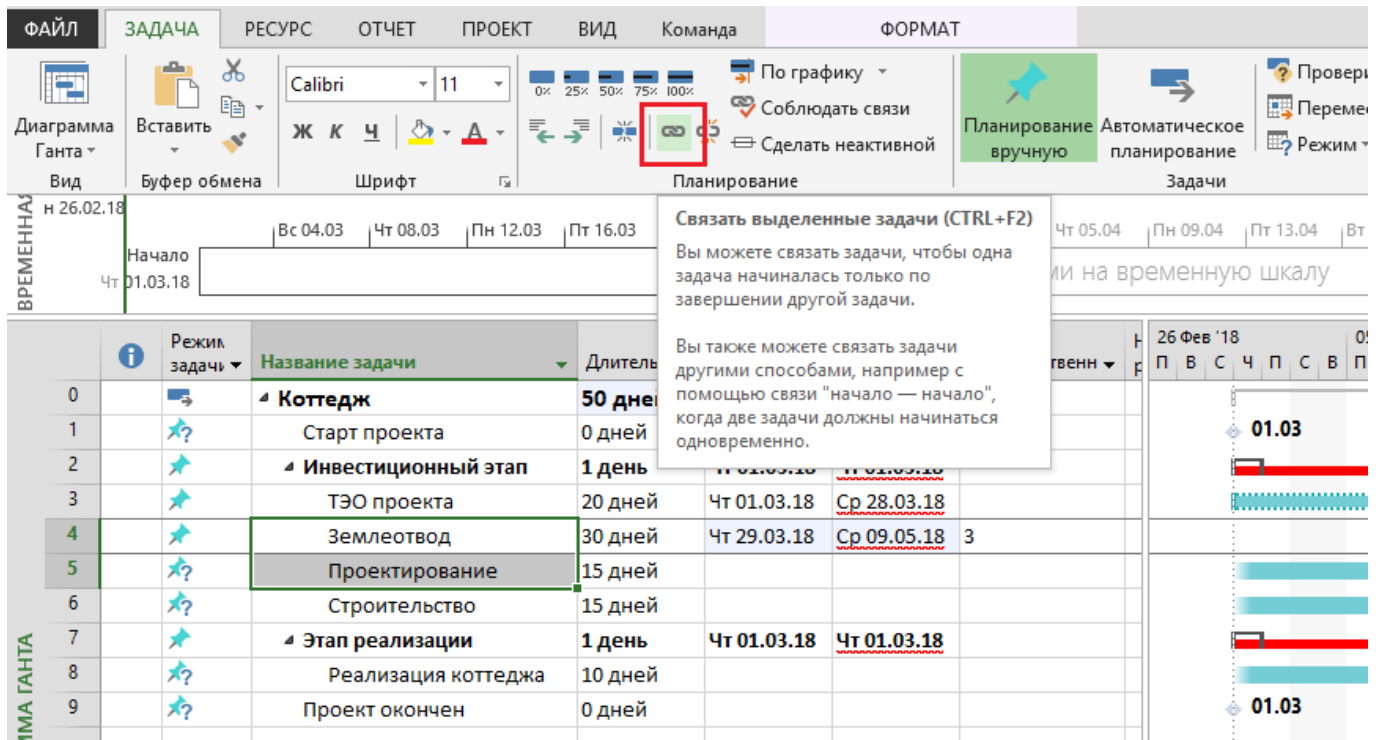 ФАЙЛ ЗАДАЧА РЕСУРС ОТЧЕТ ПРОЕКТ ВИД Команда ФОРМАТ
Calibri 11
0% 25% 50% 75% 100%
По графику
Соблюдать связи
Сделать неактивной
Диаграмма
Ганта
Вставить
Ж К Ч А
Планирование
вручную
Автоматическое
планирование
Режим
Вид Буфер обмена Шрифт Планирование Задачи
ВРЕМЕННАЯ
н 26.02.18
Вс 04.03 Чт 08.03 Пн 12.03 Пт 16.03 Чт 05.04 Пн 09.04 Пт 13.04 Вт
Начало
Чт 01.03.18
ми на временную шкалу
Связать выделенные задачи (CTRL+F2)
Вы можете связать задачи, чтобы одна
задача начиналась только по
завершении другой задачи.
Вы также можете связать задачи
другими способами, например с
помощью связи "начало — начало",
когда две задачи должны начинаться
одновременно.
Режим
задачи
Название задачи
26 Фев '18
П В С Ч П С В П
0 Коттедж 50 дней
1 Старт проекта 0 дней 01.03
2 Инвестиционный этап 1 день Чт 01.03.18 Чт 01.03.18
3 ТЭО проекта 20 дней Чт 01.03.18 Ср 28.03.18
4 Землеотвод 30 дней Чт 29.03.18 Ср 09.05.18 3
5 Проектирование 15 дней
6 Строительство 15 дней
7 Этап реализации 1 день Чт 01.03.18 Чт 01.03.18
8 Реализация коттеджа 10 дней
9 Проект окончен 0 дней 01.03
ММА ГАНТА